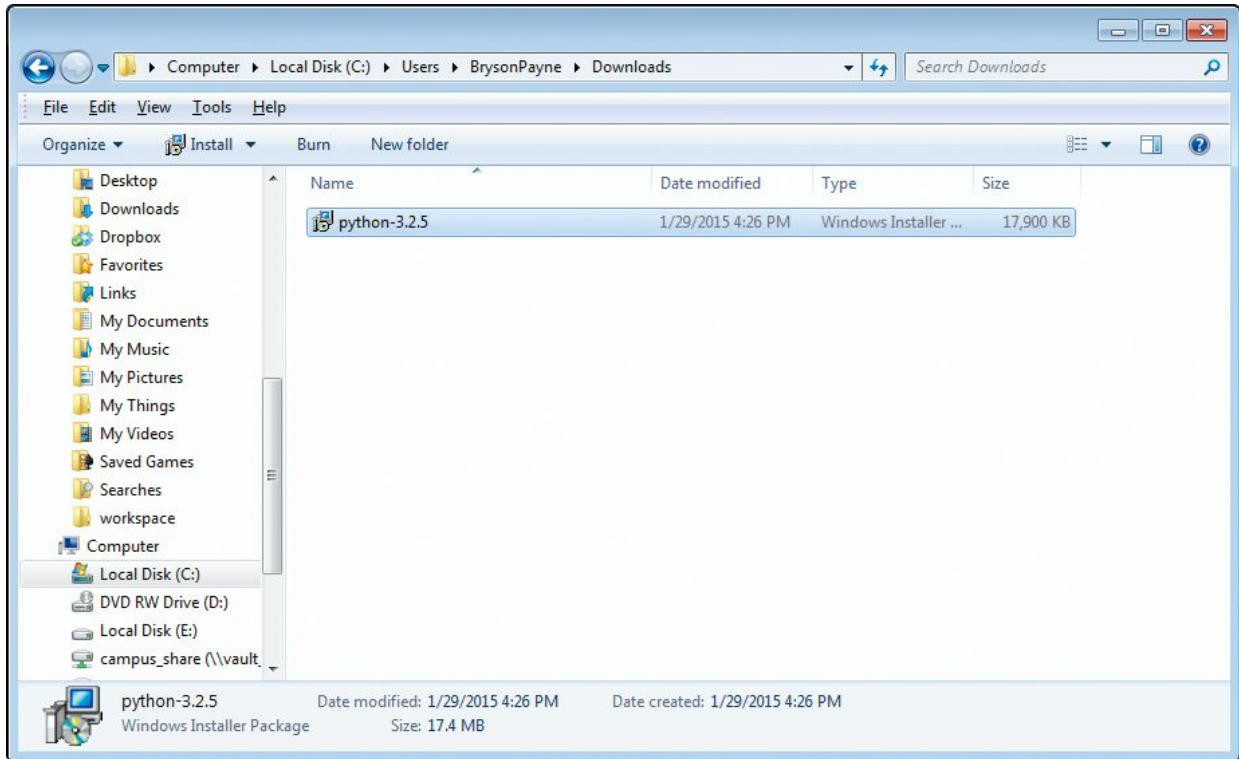 Computer Local Disk (C:) Users BrysonPayne Downloads Search Downloads
File Edit View Tools Help
Organize Install Burn New folder
Name Date modified Type Size
python-3.2.5 1/29/2015 4:26 PM Windows Installer ... 17,900 KB
Desktop
Downloads
Dropbox
Favorites
Links
My Documents
My Music
My Pictures
My Things
My Videos
Saved Games
Searches
workspace
Computer
Local Disk (C:)
DVD RW Drive (D:)
Local Disk (E:)
campus_share (\\vault_
python-3.2.5 Date modified: 1/29/2015 4:26 PM Date created: 1/29/2015 4:26 PM
Windows Installer Package Size: 17.4 MB